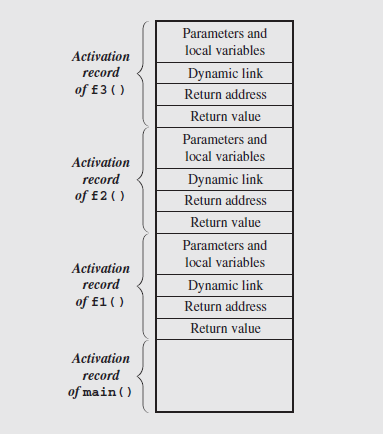 Activation
record
of f3()
Parameters and
local variables
Dynamic link
Return address
Return value
Activation
record
of f2()
Parameters and
local variables
Dynamic link
Return address
Return value
Activation
record
of f1()
Parameters and
local variables
Dynamic link
Return address
Return value
Activation
record
of main()